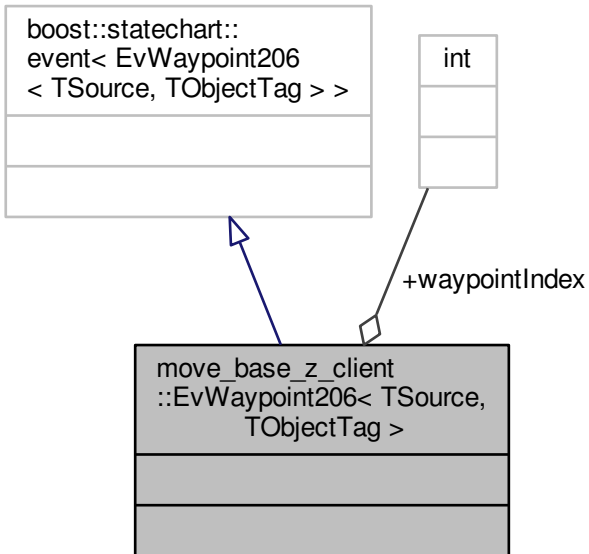 boost::statechart::
event< EvWaypoint206
< TSource, TObjectTag > >
int
+waypointIndex
move_base_z_client
::EvWaypoint206< TSource,
TObjectTag >